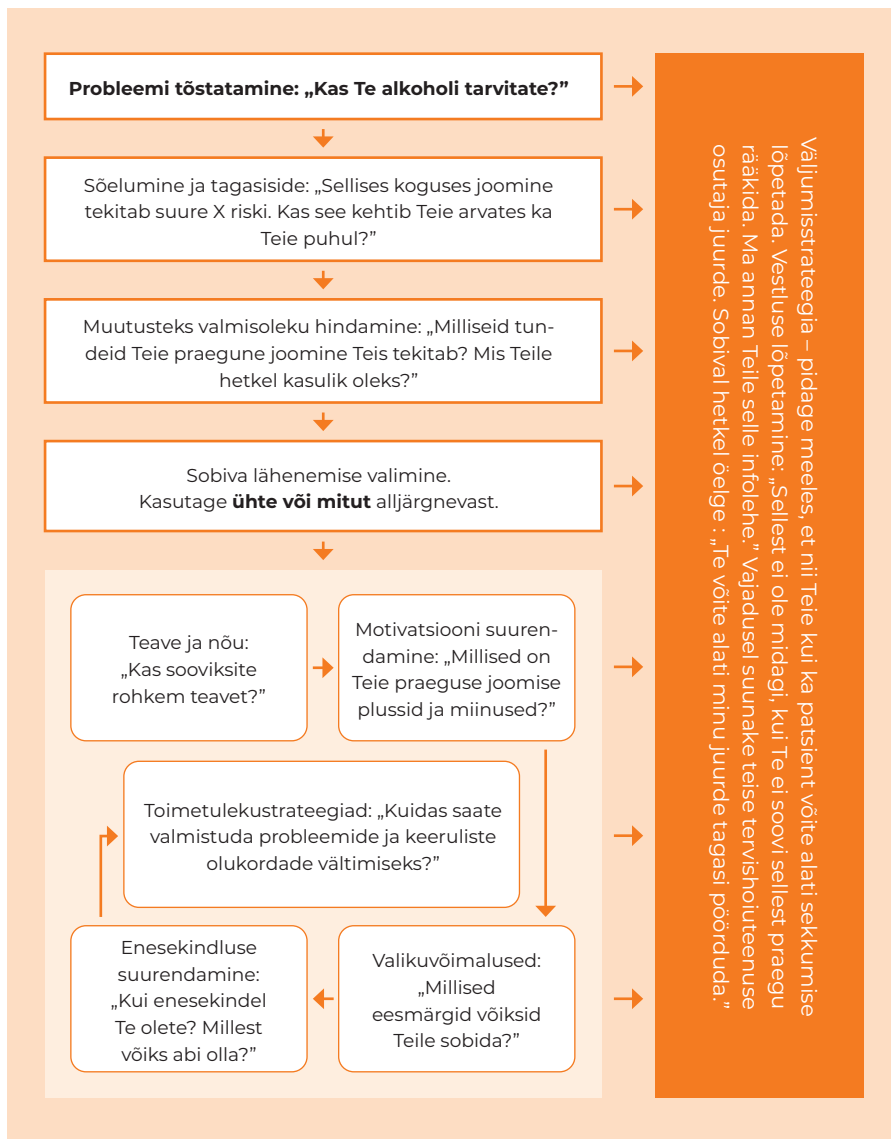 Probleemi tõstatamine: „Kas Te alkoholi tarvitate?”
Sõelumine ja tagasiside: „Sellises koguses joomine
tekitab suure X riski. Kas see kehtib Teie arvates ka
Teie puhul?”
Muutusteks valmisoleku hindamine: „Milliseid tun-
deid Teie praegune joomine Teis tekitab? Mis Teile
hetkel kasulik oleks?”
Sobiva lähenemise valimine.
Kasutage ühte või mitut alljärgnevast.
Teave ja nõu:
„Kas sooviksite
rohkem teavet?”
Motivatsiooni suuren-
damine: „Millised on
Teie praeguse joomise
plussid ja miinused?”
Toimetulekustrateegiad: „Kuidas saate
valmistuda probleemide ja keeruliste
olukordade vältimiseks?”
Enesekindluse
suurendamine:
„Kui enesekindel
Te olete? Millest
võiks abi olla?”
Valikuvõimalused:
„Millised
eesmärgid võiksid
Teile sobida?”
Väljumisstrateegia – pidage meeles, et nii Teie kui ka patsient võite alati sekkumise
lõpetada. Vestluse lõpetamine: „Sellest ei ole midagi, kui Te ei soovi sellest praegu
rääkida. Ma annan Teile selle infolehe.” Vajadusel suunake teise tervishoiuteenuse
osutaja juurde. Sobival hetkel öelge : „Te võite alati minu juurde tagasi pöörduda.”